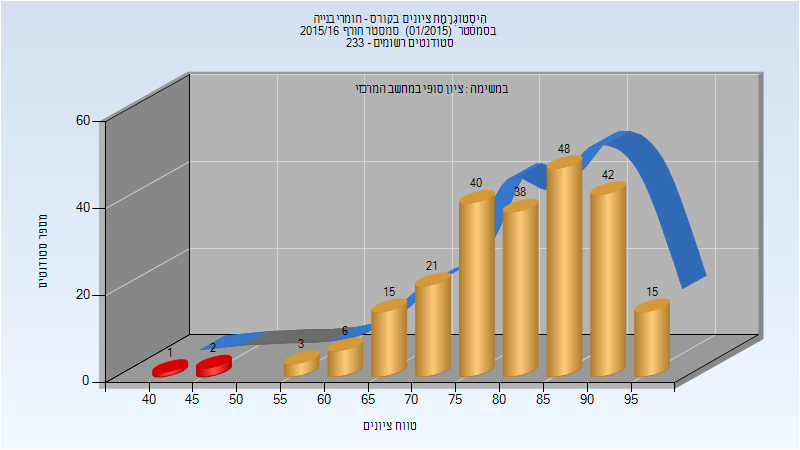 היסטוגרמת ציונים בקורס - חומרי בנייה
בסמסטר (01/2015) סמסטר חורף 2015/16
סטודנטים רשומים - 233
במשימה : ציון סופי במחשב המרכזי
מספר סטודנטים
60
40
20
0
1
2
3
6
15
21
40
38
48
42
15
40 45 50 55 60 65 70 75 80 85 90 95
טווח ציונים